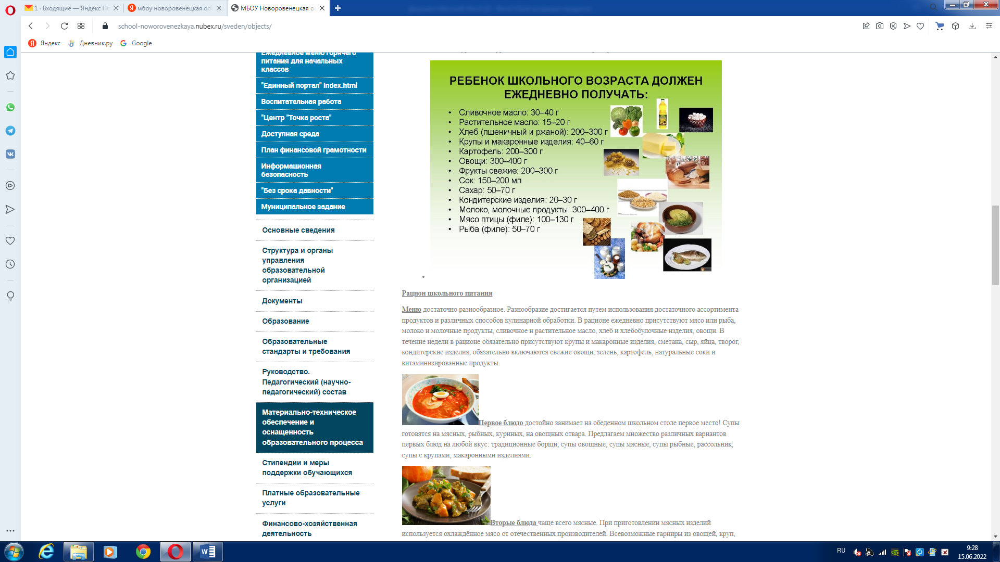 1 · Входящие — Яндекс По
мбоу новоровенецкая ос
МБОУ Новоровенецкая о
school-noworovenezkaya.nubex.ru/sveden/objects/
Яндекс
Дневник.ру
Google
Ежедневное меню горячего
питания для начальных
классов
"Единный портал" index.html
Воспитательная работа
"Центр "Точка роста"
Доступная среда
План финансовой грамотности
Информационная
безопасность
"Без срока давности"
Муниципальное задание
Основные сведения
Структура и органы
управления
образовательной
организацией
Документы
Образование
Образовательные
стандарты и требования
Руководство.
Педагогический (научно-
педагогический) состав
Материально-техническое
обеспечение и
оснащенность
образовательного процесса
Стипендии и меры
поддержки обучающихся
Платные образовательные
услуги
Финансово-хозяйственная
деятельность
РЕБЕНОК ШКОЛЬНОГО ВОЗРАСТА ДОЛЖЕН
ЕЖЕДНЕВНО ПОЛУЧАТЬ:
• Сливочное масло: 30–40 г
• Растительное масло: 15–20 г
• Хлеб (пшеничный и ржаной): 200–300 г
• Крупы и макаронные изделия: 40–60 г
• Картофель: 200–300 г
• Овощи: 300–400 г
• Фрукты свежие: 200–300 г
• Сок: 150–200 мл
• Сахар: 50–70 г
• Кондитерские изделия: 20–30 г
• Молоко, молочные продукты: 300–400 г
• Мясо птицы (филе): 100–130 г
• Рыба (филе): 50–70 г
Рацион школьного питания
Меню достаточно разнообразное. Разнообразие достигается путем использования достаточного ассортимента
продуктов и различных способов кулинарной обработки. В рационе ежедневно присутствуют мясо или рыба,
молоко и молочные продукты, сливочное и растительное масло, хлеб и хлебобулочные изделия, овощи. В
течение недели в рационе обязательно присутствуют крупы и макаронные изделия, сметана, сыр, яйца, творог,
кондитерские изделия, обязательно включаются свежие овощи, зелень, картофель, натуральные соки и
витаминизированные продукты.
Первое блюдо достойно занимает на обеденном школьном столе первое место! Супы
готовятся на мясных, рыбных, куриных, на овощных отвара. Предлагаем множество различных вариантов
первых блюд на любой вкус: традиционные борщи, супы овощные, супы мясные, супы рыбные, рассольник,
супы с крупами, макаронными изделиями.
Вторые блюда чаще всего мясные. При приготовлении мясных изделий
используется охлаждённое мясо от отечественных производителей. Всевозможные гарниры из овощей, круп,
RU
9:28
15.06.2022